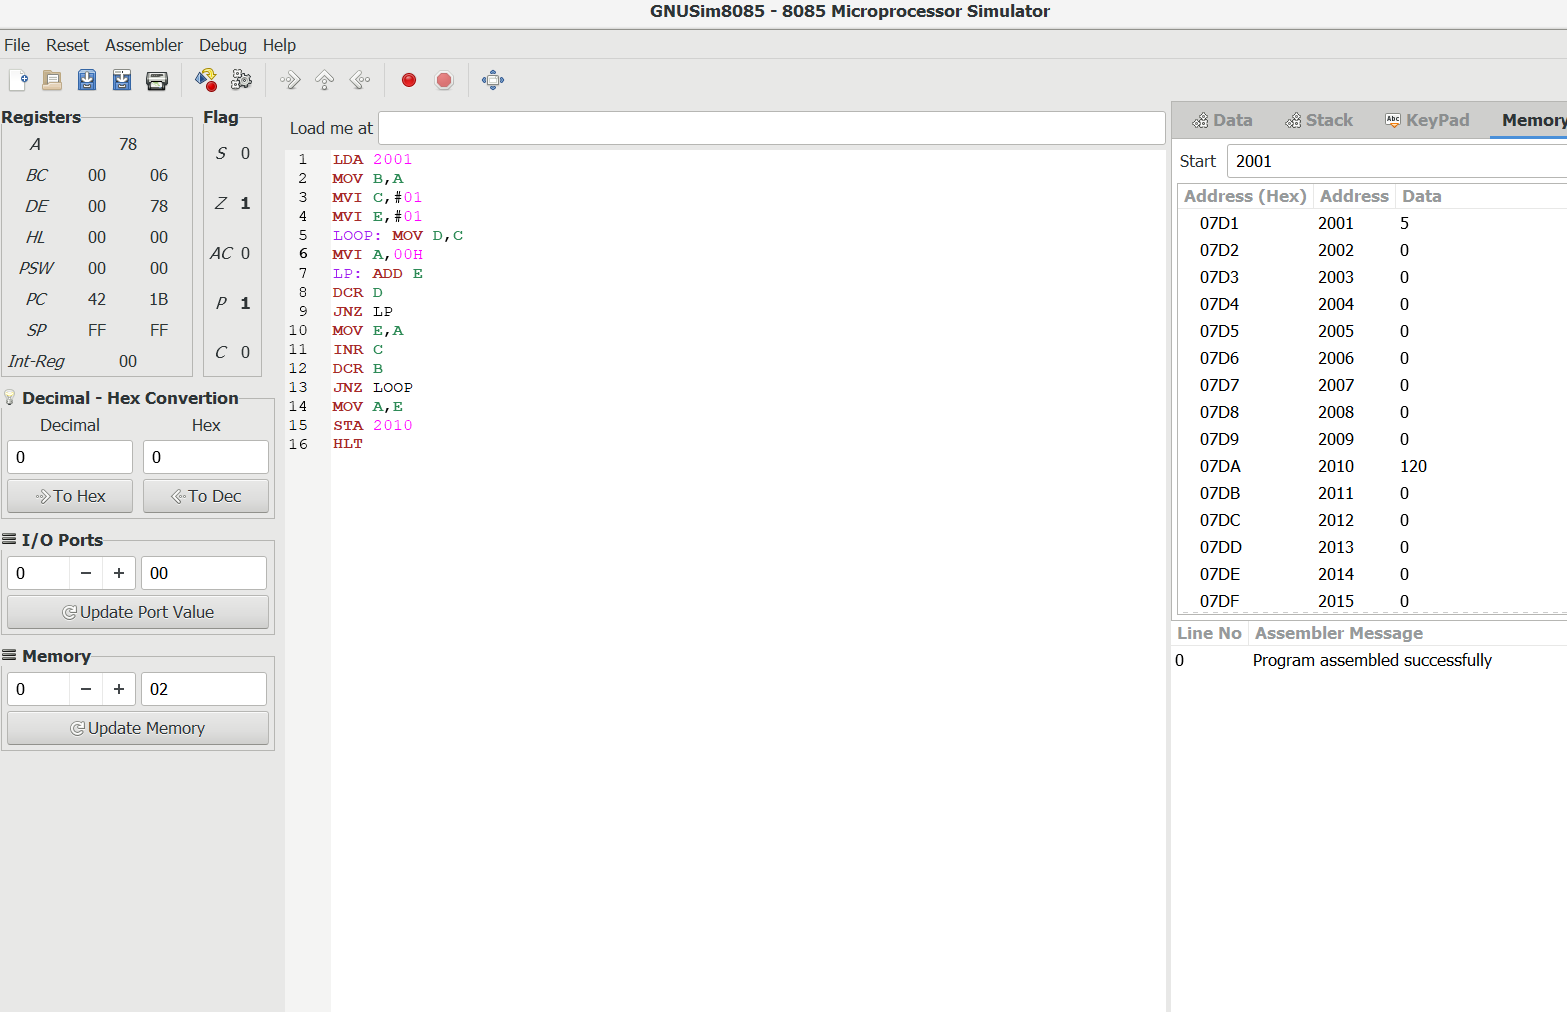 GNUSim8085 - 8085 Microprocessor Simulator
File Reset Assembler Debug Help
Registers
A 78
BC 00 06
DE 00 78
HL 00 00
PSW 00 00
PC 42 1B
SP FF FF
Int-Reg 00
Flag
S 0
Z 1
AC 0
P 1
C 0
Decimal - Hex Convertion
Decimal Hex
0 0
To Hex To Dec
I/O Ports
0 − + 00
Update Port Value
Memory
0 − + 02
Update Memory
Load me at
1 LDA 2001
2 MOV B,A
3 MVI C,#01
4 MVI E,#01
5 LOOP: MOV D,C
6 MVI A,00H
7 LP: ADD E
8 DCR D
9 JNZ LP
10 MOV E,A
11 INR C
12 DCR B
13 JNZ LOOP
14 MOV A,E
15 STA 2010
16 HLT
Data Stack Abc KeyPad Memory
Start 2001
Address (Hex) Address Data
07D1 2001 5
07D2 2002 0
07D3 2003 0
07D4 2004 0
07D5 2005 0
07D6 2006 0
07D7 2007 0
07D8 2008 0
07D9 2009 0
07DA 2010 120
07DB 2011 0
07DC 2012 0
07DD 2013 0
07DE 2014 0
07DF 2015 0
Line No Assembler Message
0 Program assembled successfully